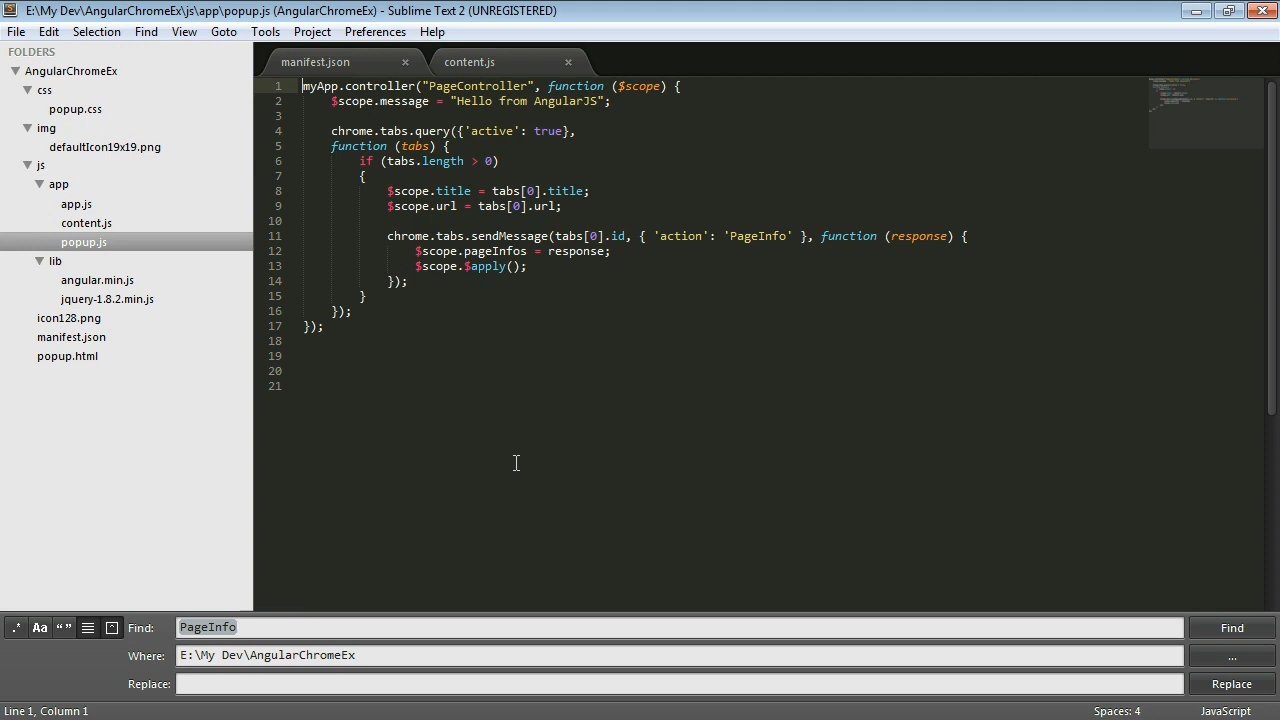 E:\My Dev\AngularChromeEx\js\app\popup.js (AngularChromeEx) - Sublime Text 2 (UNREGISTERED)
File Edit Selection Find View Goto Tools Project Preferences Help
FOLDERS
AngularChromeEx
css
popup.css
img
defaultIcon19x19.png
js
app
app.js
content.js
popup.js
lib
angular.min.js
jquery-1.8.2.min.js
icon128.png
manifest.json
popup.html
manifest.json × content.js ×
1 myApp.controller("PageController", function ($scope) {
2 $scope.message = "Hello from AngularJS";
3
4 chrome.tabs.query({'active': true},
5 function (tabs) {
6 if (tabs.length > 0)
7 {
8 $scope.title = tabs[0].title;
9 $scope.url = tabs[0].url;
10
11 chrome.tabs.sendMessage(tabs[0].id, { 'action': 'PageInfo' }, function (response) {
12 $scope.pageInfos = response;
13 $scope.$apply();
14 });
15 }
16 });
17 });
18
19
20
21
.* Aa “ ” Find: PageInfo Find
Where: E:\My Dev\AngularChromeEx ...
Replace: Replace
Line 1, Column 1 Spaces: 4 JavaScript